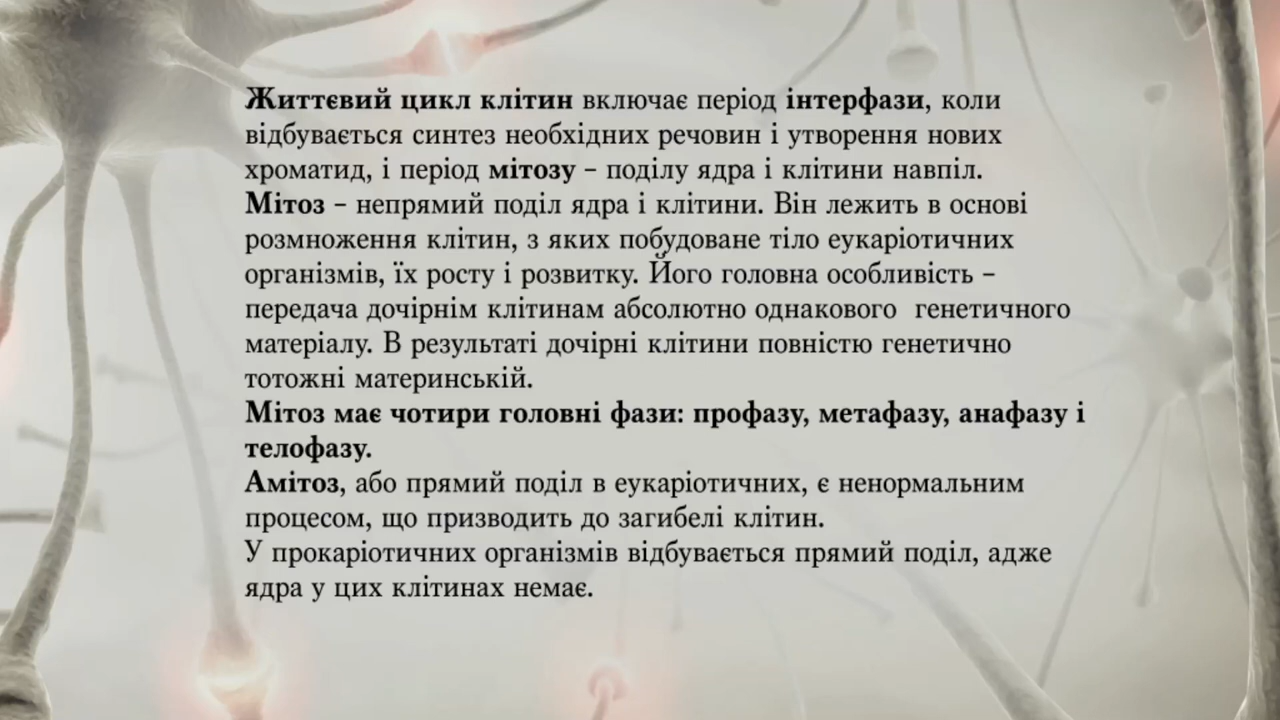 Життєвий цикл клітин включає період інтерфази, коли
відбувається синтез необхідних речовин і утворення нових
хроматид, і період мітозу – поділу ядра і клітини навпіл.
Мітоз – непрямий поділ ядра і клітини. Він лежить в основі
розмноження клітин, з яких побудоване тіло еукаріотичних
організмів, їх росту і розвитку. Його головна особливість –
передача дочірнім клітинам абсолютно однакового  генетичного
матеріалу. В результаті дочірні клітини повністю генетично
тотожні материнській.
Мітоз має чотири головні фази: профазу, метафазу, анафазу і
телофазу.
Амітоз, або прямий поділ в еукаріотичних, є ненормальним
процесом, що призводить до загибелі клітин.
У прокаріотичних організмів відбувається прямий поділ, адже
ядра у цих клітинах немає.